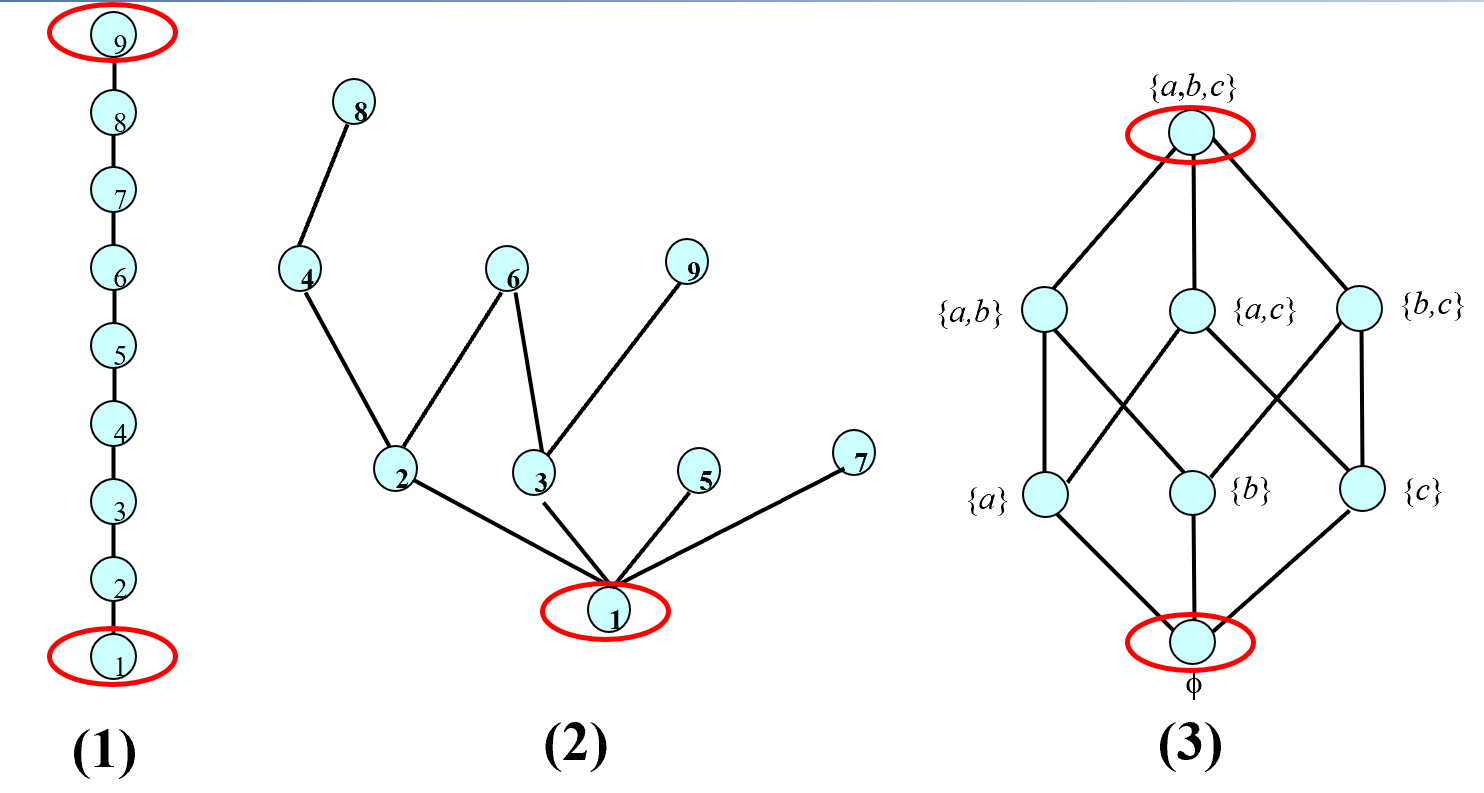 9
8
7
6
5
4
3
2
1
(1)
8
4
6
9
2
3
5
7
1
(2)
{a,b,c}
{a,b}
{a,c}
{b,c}
{a}
{b}
{c}
ϕ
(3)